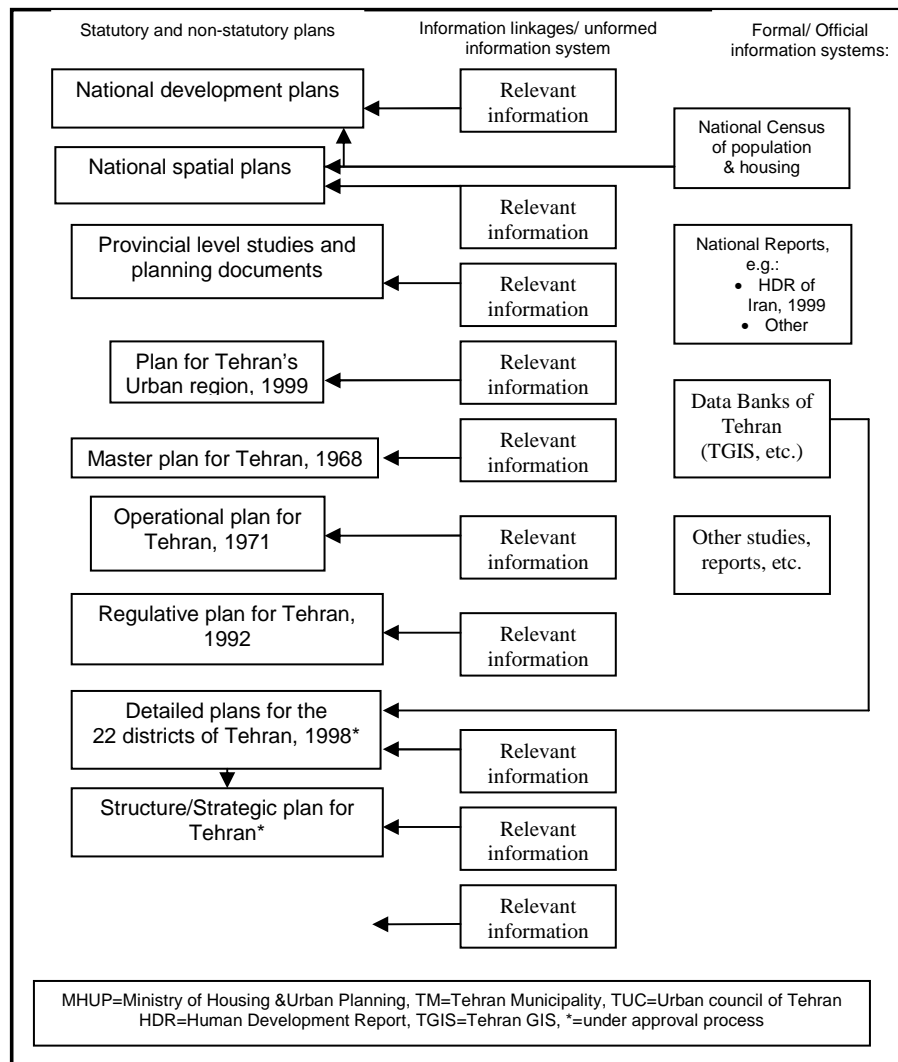 Statutory and non-statutory plans
Information linkages/ unformed
information system
Formal/ Official
information systems:
National development plans
Relevant
information
National Census
of population
& housing
National spatial plans
Relevant
information
Provincial level studies and
planning documents
Relevant
information
National Reports,
e.g.:
• HDR of
Iran, 1999
• Other
Plan for Tehran's
Urban region, 1999
Relevant
information
Data Banks of
Tehran
(TGIS, etc.)
Master plan for Tehran, 1968
Relevant
information
Operational plan for
Tehran, 1971
Relevant
information
Other studies,
reports, etc.
Regulative plan for Tehran,
1992
Relevant
information
Detailed plans for the
22 districts of Tehran, 1998*
Relevant
information
Structure/Strategic plan for
Tehran*
Relevant
information
Relevant
information
MHUP=Ministry of Housing &Urban Planning, TM=Tehran Municipality, TUC=Urban council of Tehran
HDR=Human Development Report, TGIS=Tehran GIS, *=under approval process